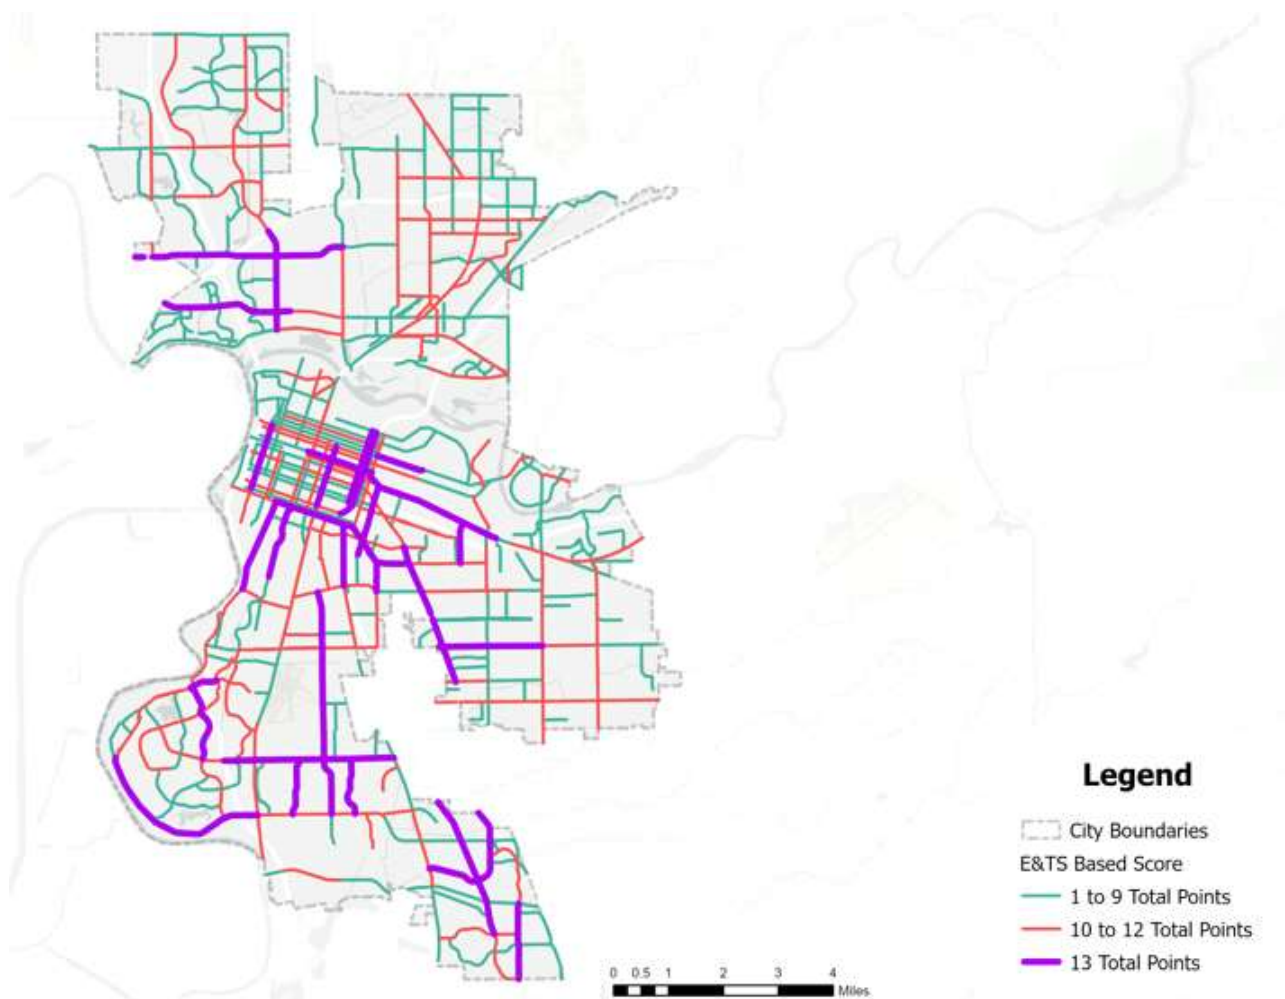 Legend
City Boundaries
E&TS Based Score
1 to 9 Total Points
10 to 12 Total Points
13 Total Points
0 0.5 1 2 3 4
Miles